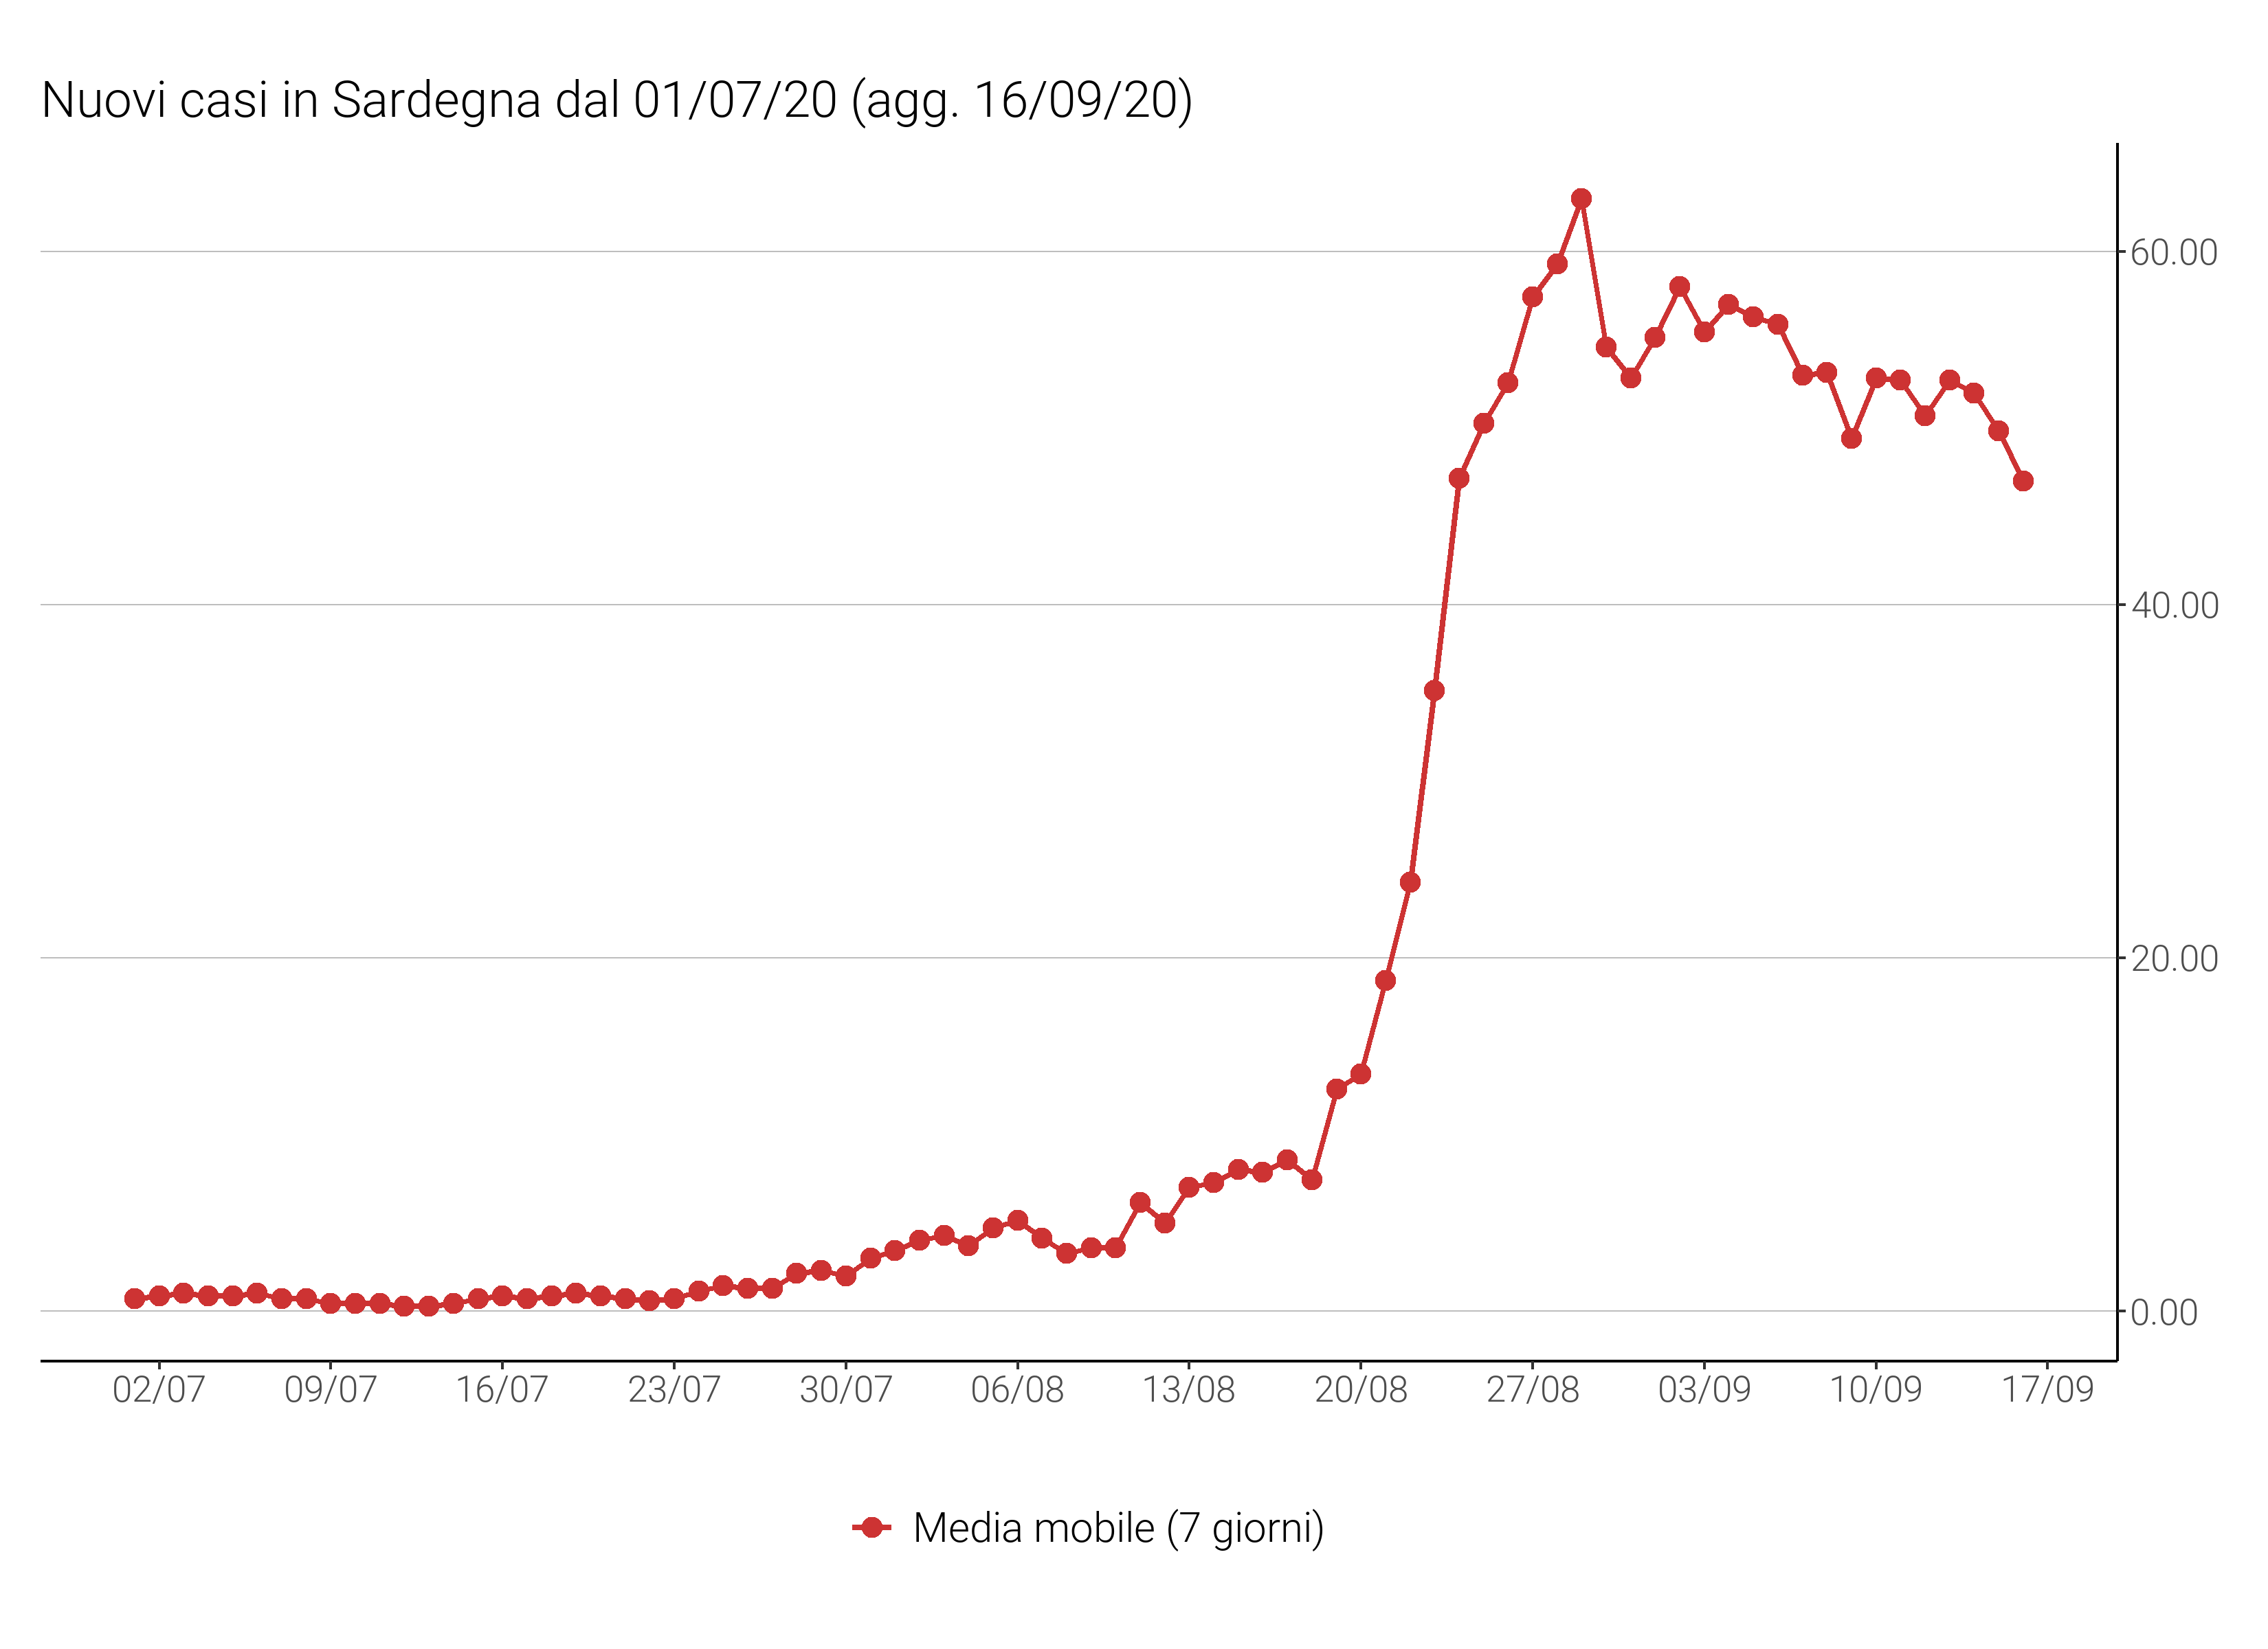 Nuovi casi in Sardegna dal 01/07/20 (agg. 16/09/20)
60.00
40.00
20.00
0.00
02/07 09/07 16/07 23/07 30/07 06/08 13/08 20/08 27/08 03/09 10/09 17/09
Media mobile (7 giorni)